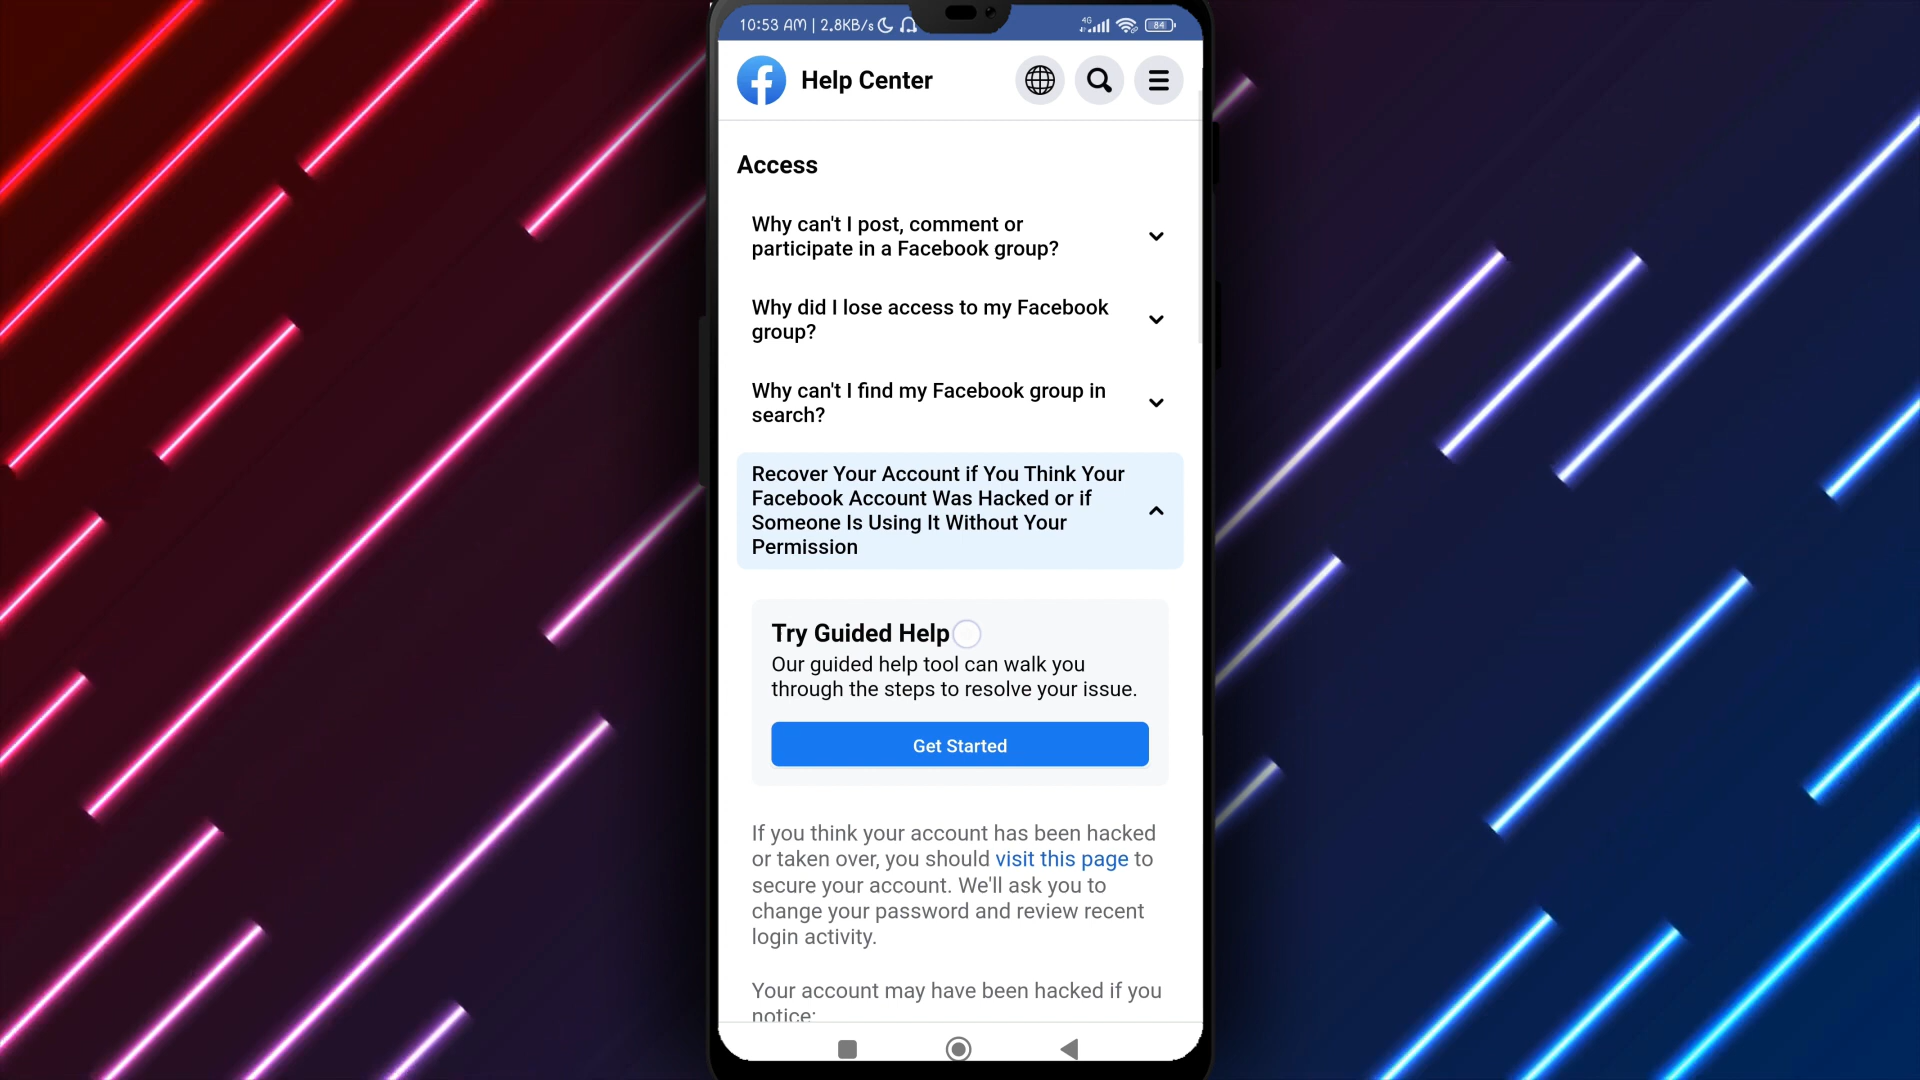 10:53 AM | 2.8KB/s
4G
84
Help Center
Access
Why can't I post, comment or
participate in a Facebook group?
Why did I lose access to my Facebook
group?
Why can't I find my Facebook group in
search?
Recover Your Account if You Think Your
Facebook Account Was Hacked or if
Someone Is Using It Without Your
Permission
Try Guided Help
Our guided help tool can walk you
through the steps to resolve your issue.
Get Started
If you think your account has been hacked
or taken over, you should visit this page to
secure your account. We'll ask you to
change your password and review recent
login activity.
Your account may have been hacked if you
notice: